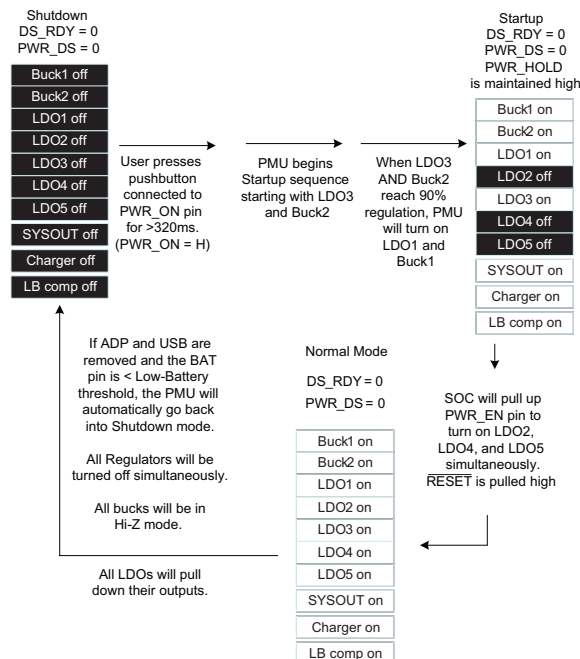 Shutdown
DS_RDY = 0
PWR_DS = 0
Buck1 off
Buck2 off
LDO1 off
LDO2 off
LDO3 off
LDO4 off
LDO5 off
SYSOUT off
Charger off
LB comp off
User presses
pushbutton
connected to
PWR_ON pin
for >320ms.
(PWR_ON = H)
PMU begins
Startup sequence
starting with LDO3
and Buck2
When LDO3
AND Buck2
reach 90%
regulation, PMU
will turn on
LDO1 and
Buck1
Startup
DS_RDY = 0
PWR_DS = 0
PWR_HOLD
is maintained high
Buck1 on
Buck2 on
LDO1 on
LDO2 off
LDO3 on
LDO4 off
LDO5 off
SYSOUT on
Charger on
LB comp on
SOC will pull up
PWR_EN pin to
turn on LDO2,
LDO4, and LDO5
simultaneously.
RESET is pulled high
Normal Mode
DS_RDY = 0
PWR_DS = 0
Buck1 on
Buck2 on
LDO1 on
LDO2 on
LDO3 on
LDO4 on
LDO5 on
SYSOUT on
Charger on
LB comp on
If ADP and USB are
removed and the BAT
pin is < Low-Battery
threshold, the PMU will
automatically go back
into Shutdown mode.
All Regulators will be
turned off simultaneously.
All bucks will be in
Hi-Z mode.
All LDOs will pull
down their outputs.